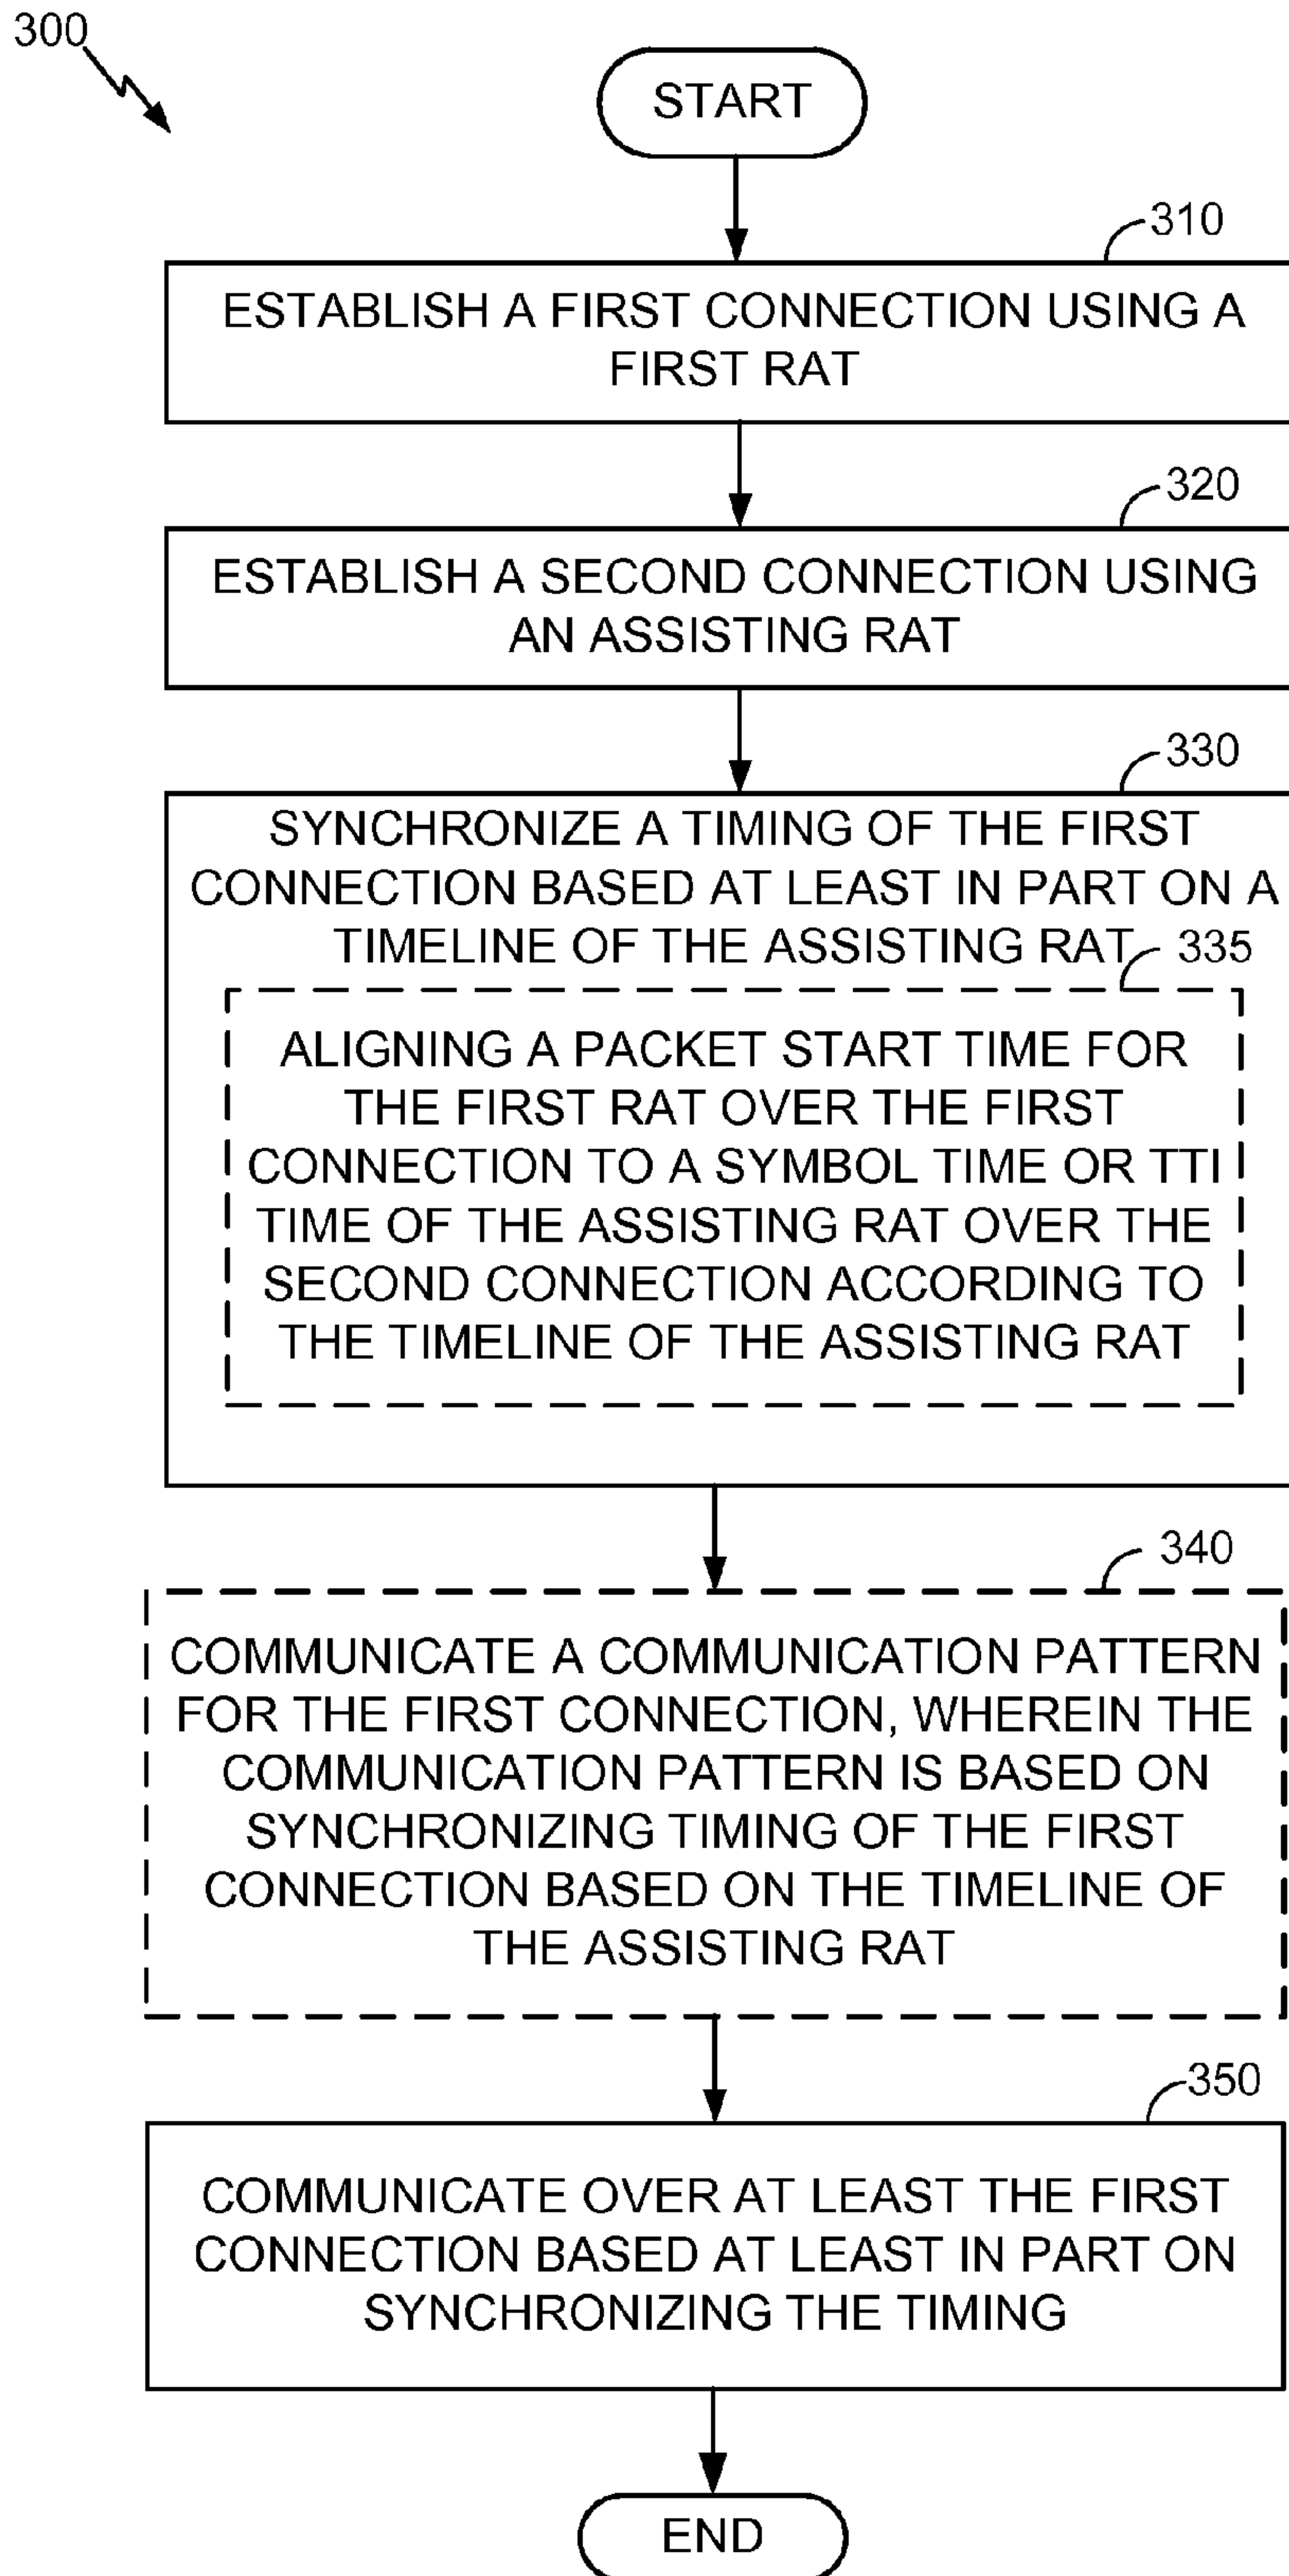 300
START
310
ESTABLISH A FIRST CONNECTION USING A
FIRST RAT
320
ESTABLISH A SECOND CONNECTION USING
AN ASSISTING RAT
330
SYNCHRONIZE A TIMING OF THE FIRST
CONNECTION BASED AT LEAST IN PART ON A
TIMELINE OF THE ASSISTING RAT
335
ALIGNING A PACKET START TIME FOR
THE FIRST RAT OVER THE FIRST
CONNECTION TO A SYMBOL TIME OR TTI
TIME OF THE ASSISTING RAT OVER THE
SECOND CONNECTION ACCORDING TO
THE TIMELINE OF THE ASSISTING RAT
340
COMMUNICATE A COMMUNICATION PATTERN
FOR THE FIRST CONNECTION, WHEREIN THE
COMMUNICATION PATTERN IS BASED ON
SYNCHRONIZING TIMING OF THE FIRST
CONNECTION BASED ON THE TIMELINE OF
THE ASSISTING RAT
350
COMMUNICATE OVER AT LEAST THE FIRST
CONNECTION BASED AT LEAST IN PART ON
SYNCHRONIZING THE TIMING
END